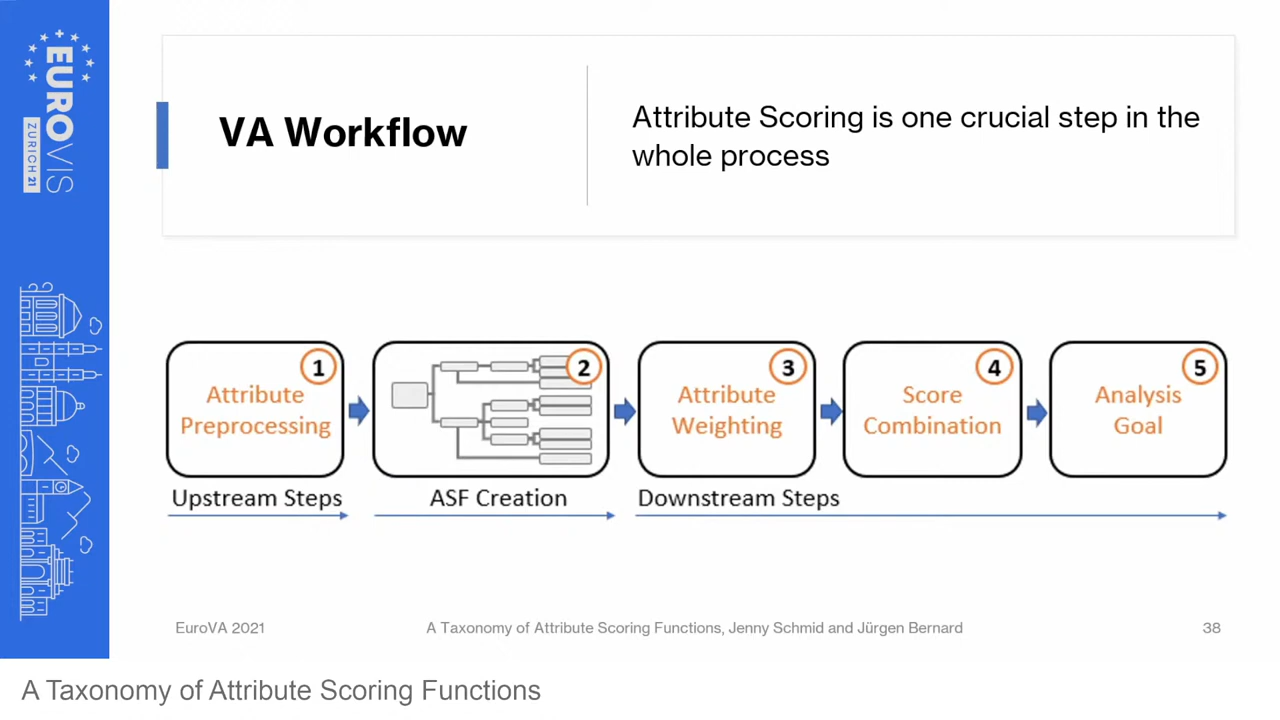 EUROVIS
ZURICH 21
VA Workflow
Attribute Scoring is one crucial step in the
whole process
1
Attribute
Preprocessing
2
3
Attribute
Weighting
4
Score
Combination
5
Analysis
Goal
Upstream Steps
ASF Creation
Downstream Steps
EuroVA 2021
A Taxonomy of Attribute Scoring Functions, Jenny Schmid and Jürgen Bernard
38
A Taxonomy of Attribute Scoring Functions